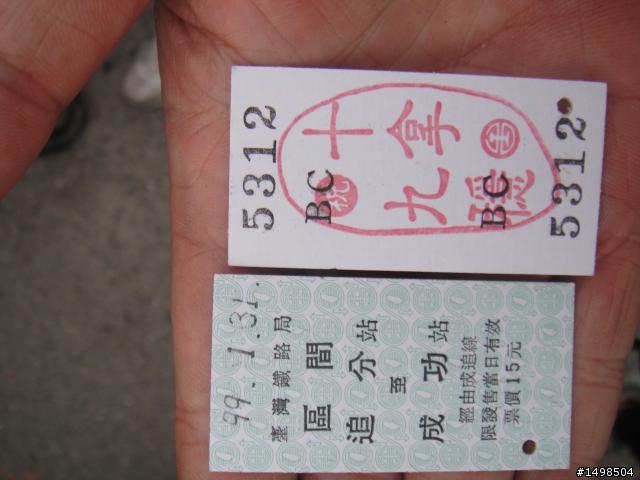 5312
BC
祝
十拿
九穩
BC
5312
99.1.31.
臺灣鐵路局
區間
追分站
至
成功站
經由成追線
限發售當日有效
票價15元
#1498504